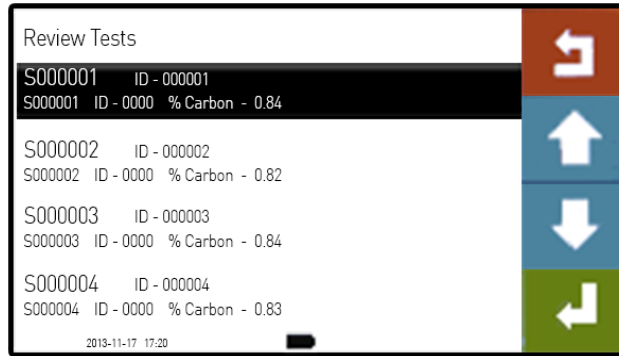 Review Tests
S000001 ID - 000001
S000001 ID - 0000 % Carbon - 0.84
S000002 ID - 000002
S000002 ID - 0000 % Carbon - 0.82
S000003 ID - 000003
S000003 ID - 0000 % Carbon - 0.84
S000004 ID - 000004
S000004 ID - 0000 % Carbon - 0.83
2013-11-17 17:20